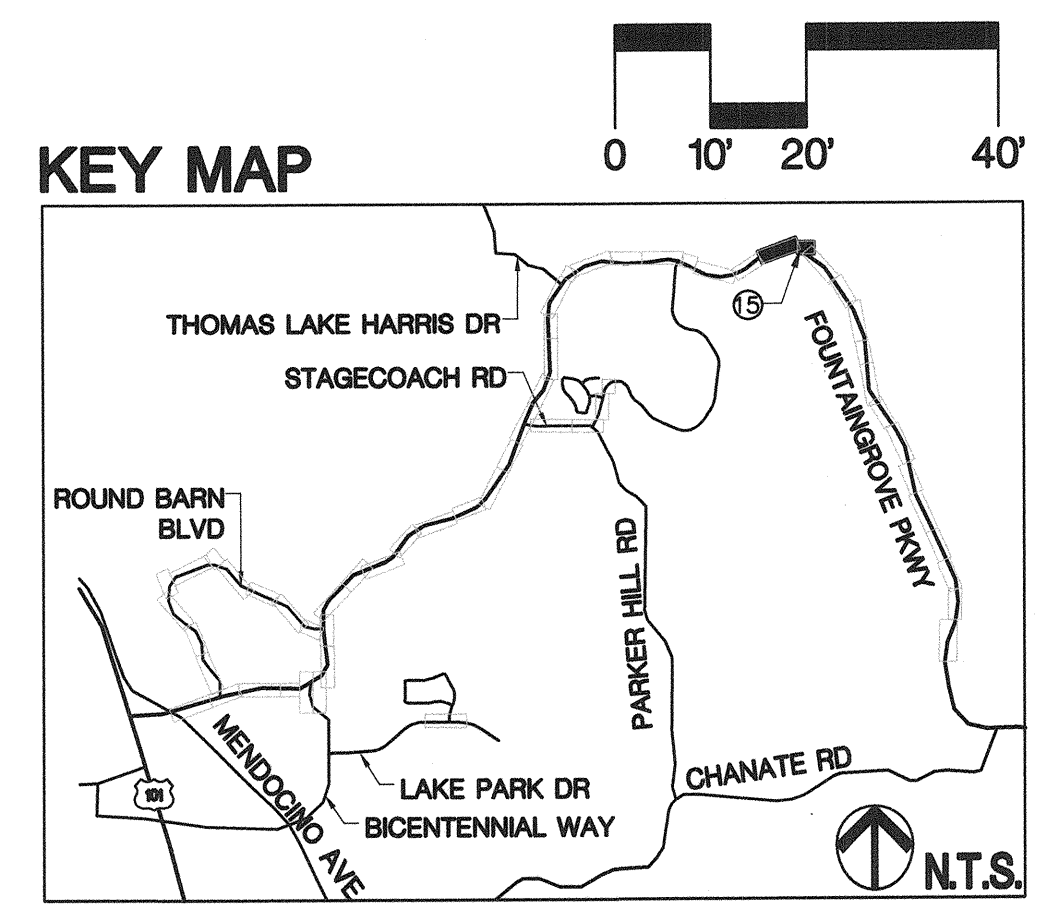 0 10' 20' 40'
KEY MAP
THOMAS LAKE HARRIS DR
15
STAGECOACH RD
FOUNTAINGROVE PKWY
ROUND BARN
BLVD
PARKER HILL RD
MENDOCINO AVE
CHANATE RD
101
LAKE PARK DR
BICENTENNIAL WAY
N.T.S.